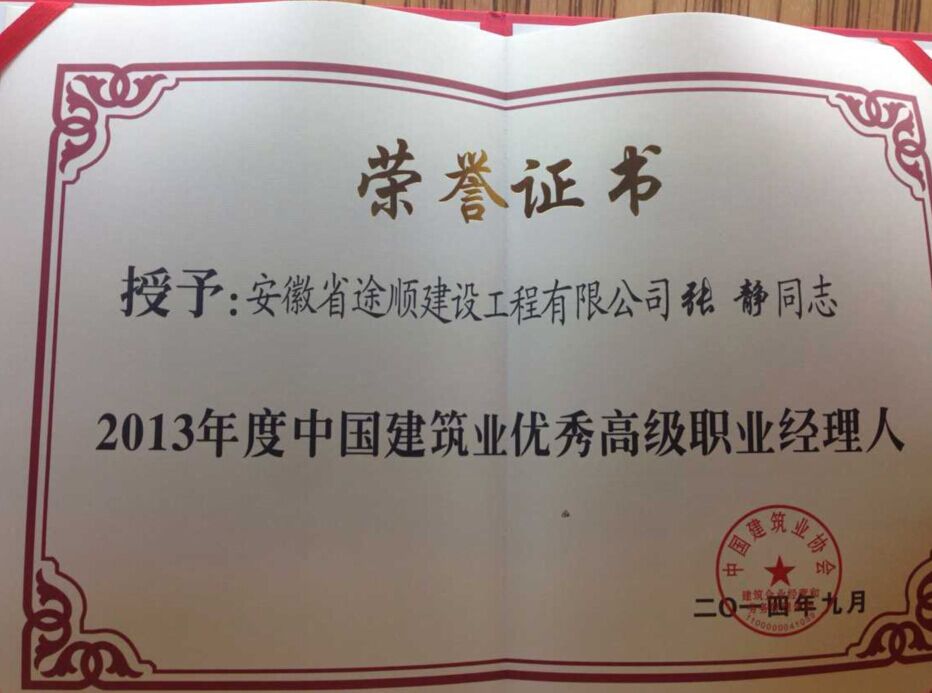 荣誉证书
授予:安徽省途顺建设工程有限公司张 静同志
2013年度中国建筑业优秀高级职业经理人
中国建筑业协会
二〇一四年九月